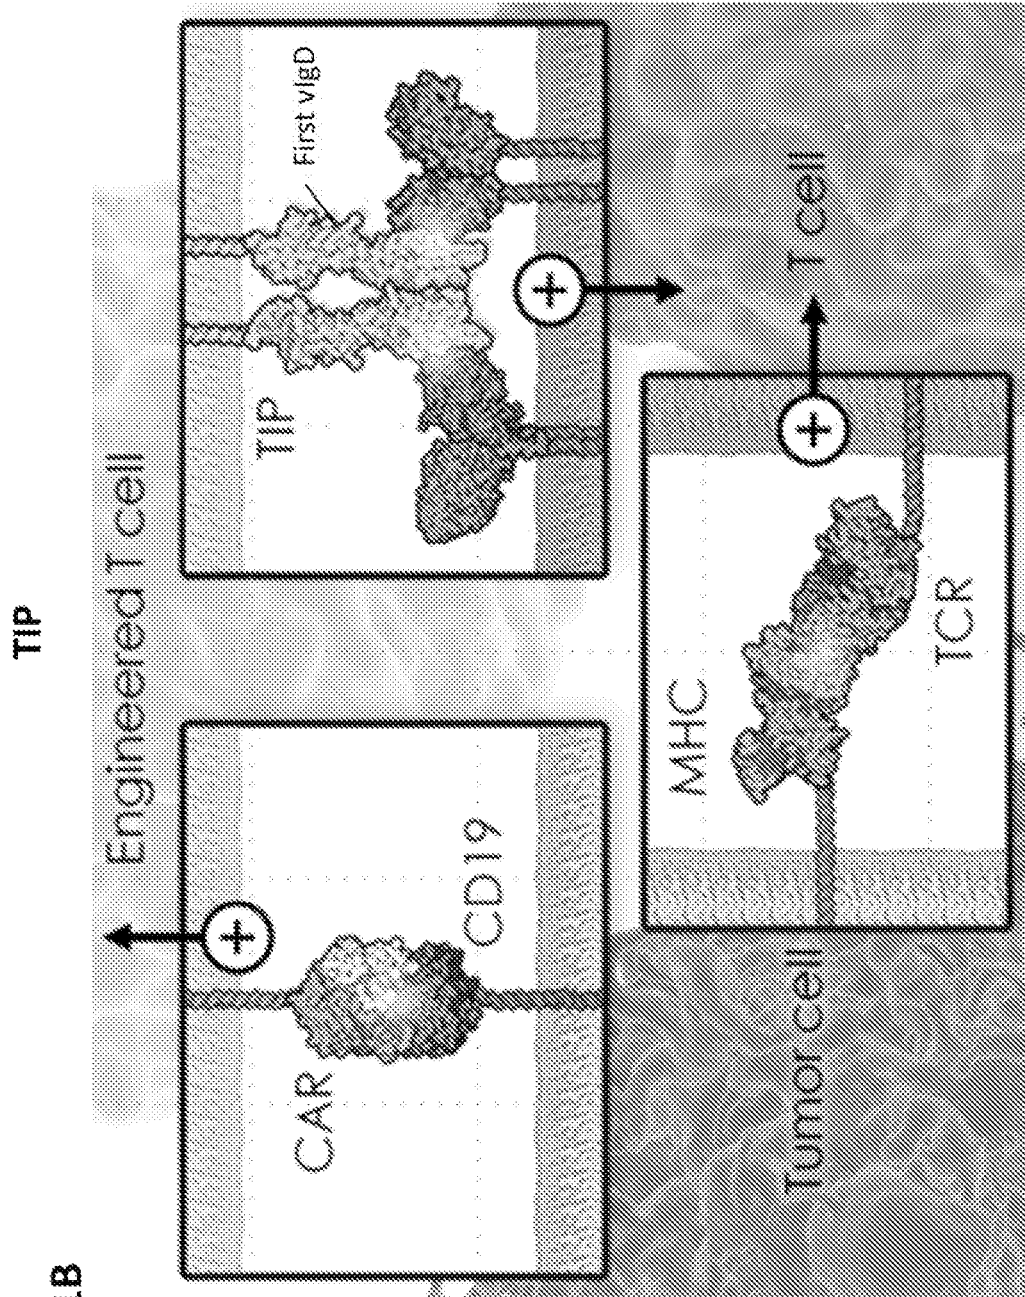 TIP
Engineered T cell
CAR
CD19
TIP
First vIgD
MHC
TCR
Tumor cell
T cell